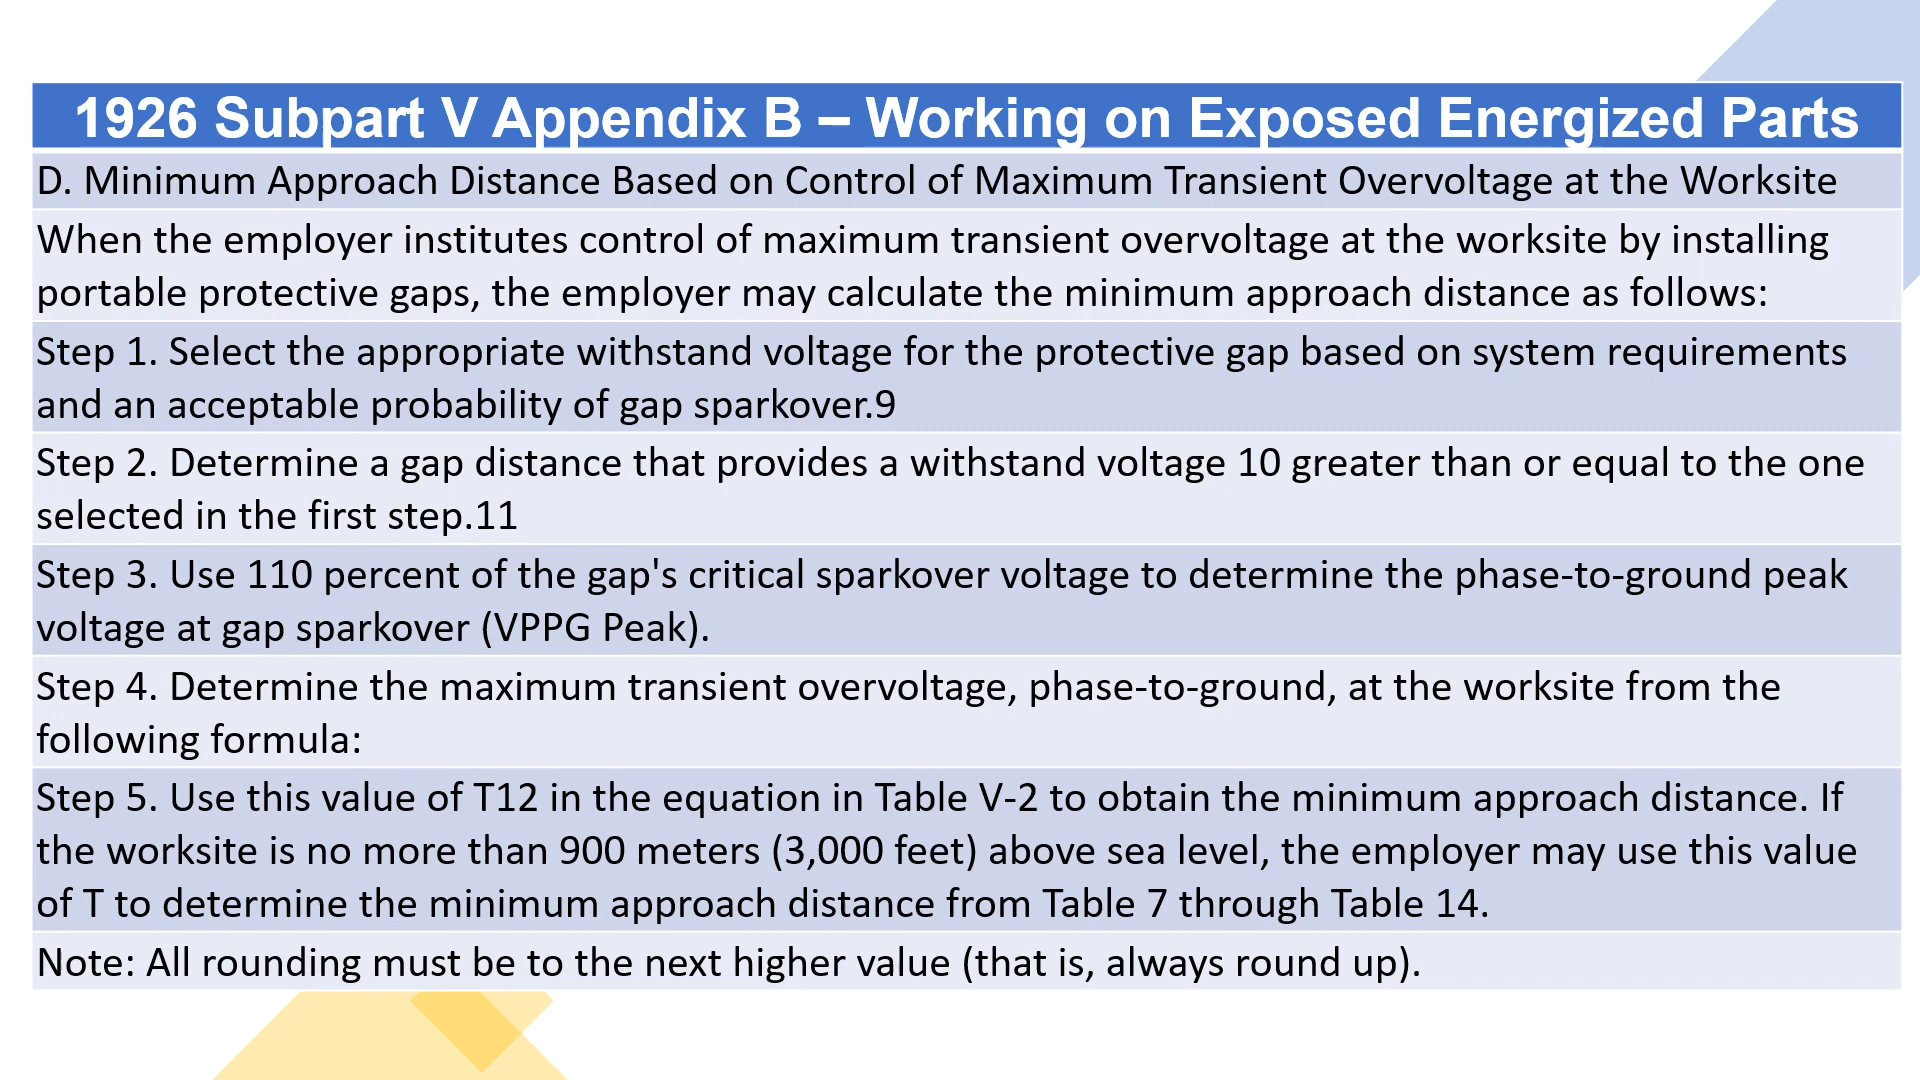 1926 Subpart V Appendix B – Working on Exposed Energized Parts
D. Minimum Approach Distance Based on Control of Maximum Transient Overvoltage at the Worksite
When the employer institutes control of maximum transient overvoltage at the worksite by installing
portable protective gaps, the employer may calculate the minimum approach distance as follows:
Step 1. Select the appropriate withstand voltage for the protective gap based on system requirements
and an acceptable probability of gap sparkover.9
Step 2. Determine a gap distance that provides a withstand voltage 10 greater than or equal to the one
selected in the first step.11
Step 3. Use 110 percent of the gap's critical sparkover voltage to determine the phase-to-ground peak
voltage at gap sparkover (VPPG Peak).
Step 4. Determine the maximum transient overvoltage, phase-to-ground, at the worksite from the
following formula:
Step 5. Use this value of T12 in the equation in Table V-2 to obtain the minimum approach distance. If
the worksite is no more than 900 meters (3,000 feet) above sea level, the employer may use this value
of T to determine the minimum approach distance from Table 7 through Table 14.
Note: All rounding must be to the next higher value (that is, always round up).